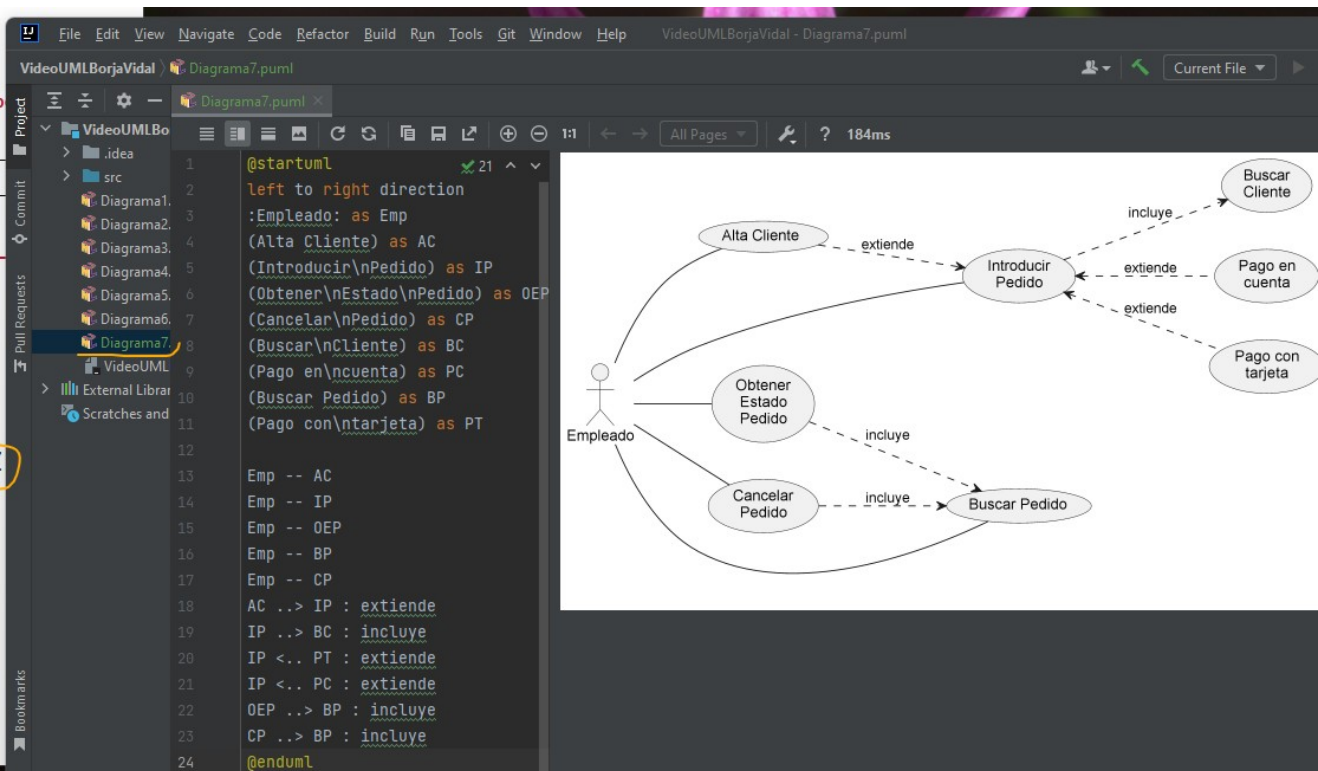 File Edit View Navigate Code Refactor Build Run Tools Git Window Help VideoUMLBorjaVidal - Diagrama7.puml
VideoUMLBorjaVidal Diagrama7.puml
Current File
Project
Commit
Pull Requests
Bookmarks
Diagrama7.puml
VideoUMLBo
.idea
src
Diagrama1.
Diagrama2.
Diagrama3.
Diagrama4.
Diagrama5.
Diagrama6.
Diagrama7.
VideoUML
External Librar
Scratches and
1:1 All Pages ? 184ms
21
1 @startuml
2 left to right direction
3 :Empleado: as Emp
4 (Alta Cliente) as AC
5 (Introducir\nPedido) as IP
6 (Obtener\nEstado\nPedido) as OEP
7 (Cancelar\nPedido) as CP
8 (Buscar\nCliente) as BC
9 (Pago en\ncuenta) as PC
10 (Buscar Pedido) as BP
11 (Pago con\ntarjeta) as PT
12
13 Emp -- AC
14 Emp -- IP
15 Emp -- OEP
16 Emp -- BP
17 Emp -- CP
18 AC ..> IP : extiende
19 IP ..> BC : incluye
20 IP <.. PT : extiende
21 IP <.. PC : extiende
22 OEP ..> BP : incluye
23 CP ..> BP : incluye
24 @enduml
Buscar
Cliente
incluye
Alta Cliente
extiende
Introducir
Pedido
extiende
Pago en
cuenta
extiende
Pago con
tarjeta
Obtener
Estado
Pedido
Empleado
incluye
Cancelar
Pedido
incluye
Buscar Pedido